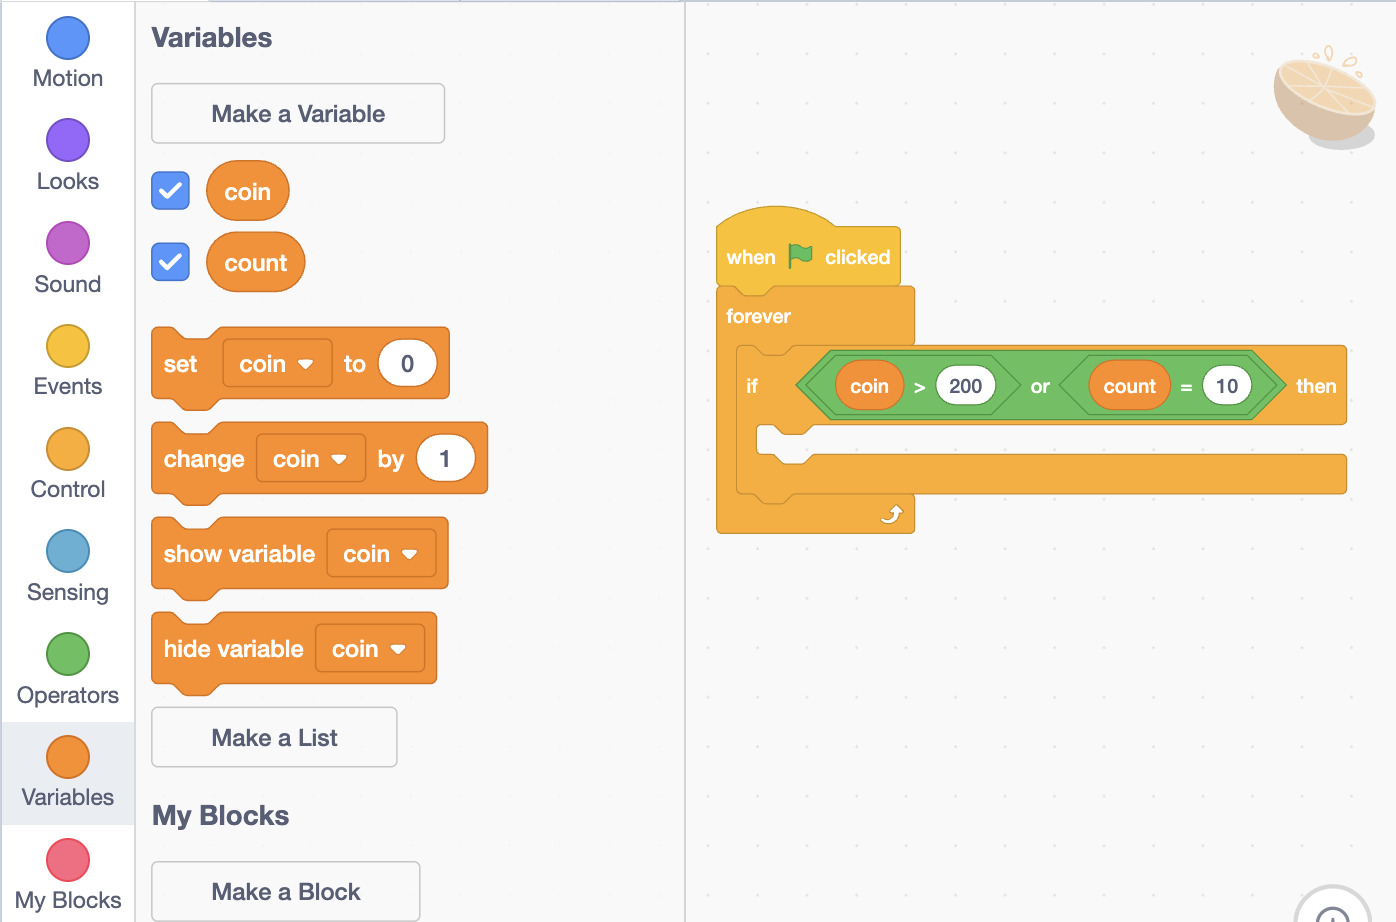 Motion
Looks
Sound
Events
Control
Sensing
Operators
Variables
My Blocks
Variables
Make a Variable
coin
count
set coin to 0
change coin by 1
show variable coin
hide variable coin
Make a List
My Blocks
Make a Block
when clicked
forever
if coin > 200 or count = 10 then